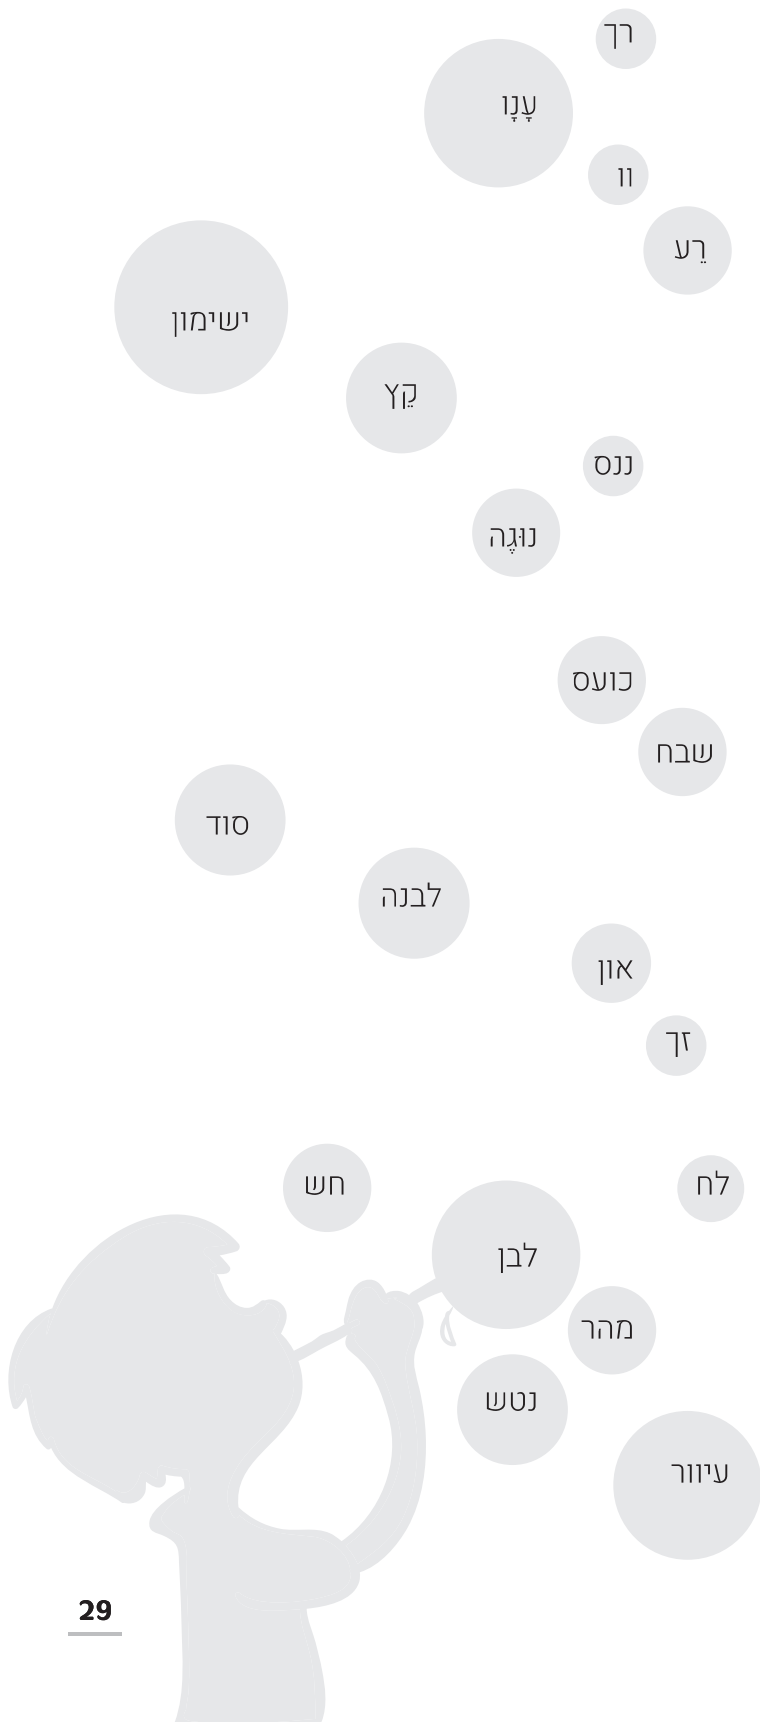 רך
עָנָו
וו
רֵע
ישימון
קֵץ
ננס
נוּגֶה
כועס
שבח
סוד
לבנה
און
זך
חש
לח
לבן
מהר
נטש
עיוור
29